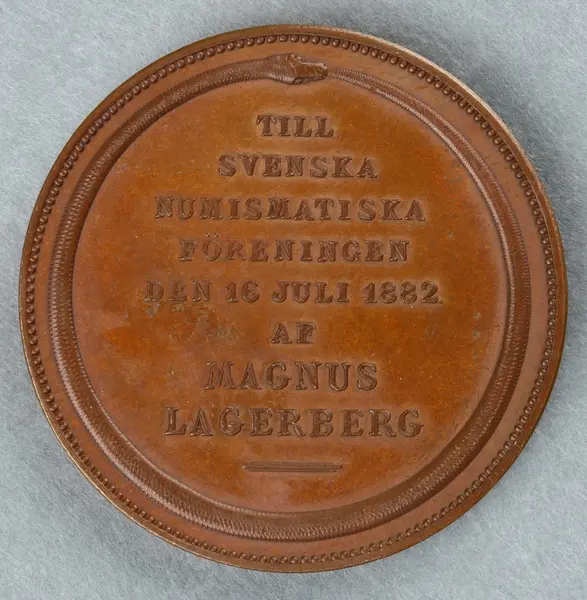 TILL
SVENSKA
NUMISMATISKA
FÖRENINGEN
DEN 16 JULI 1882
AF
MAGNUS
LAGERBERG